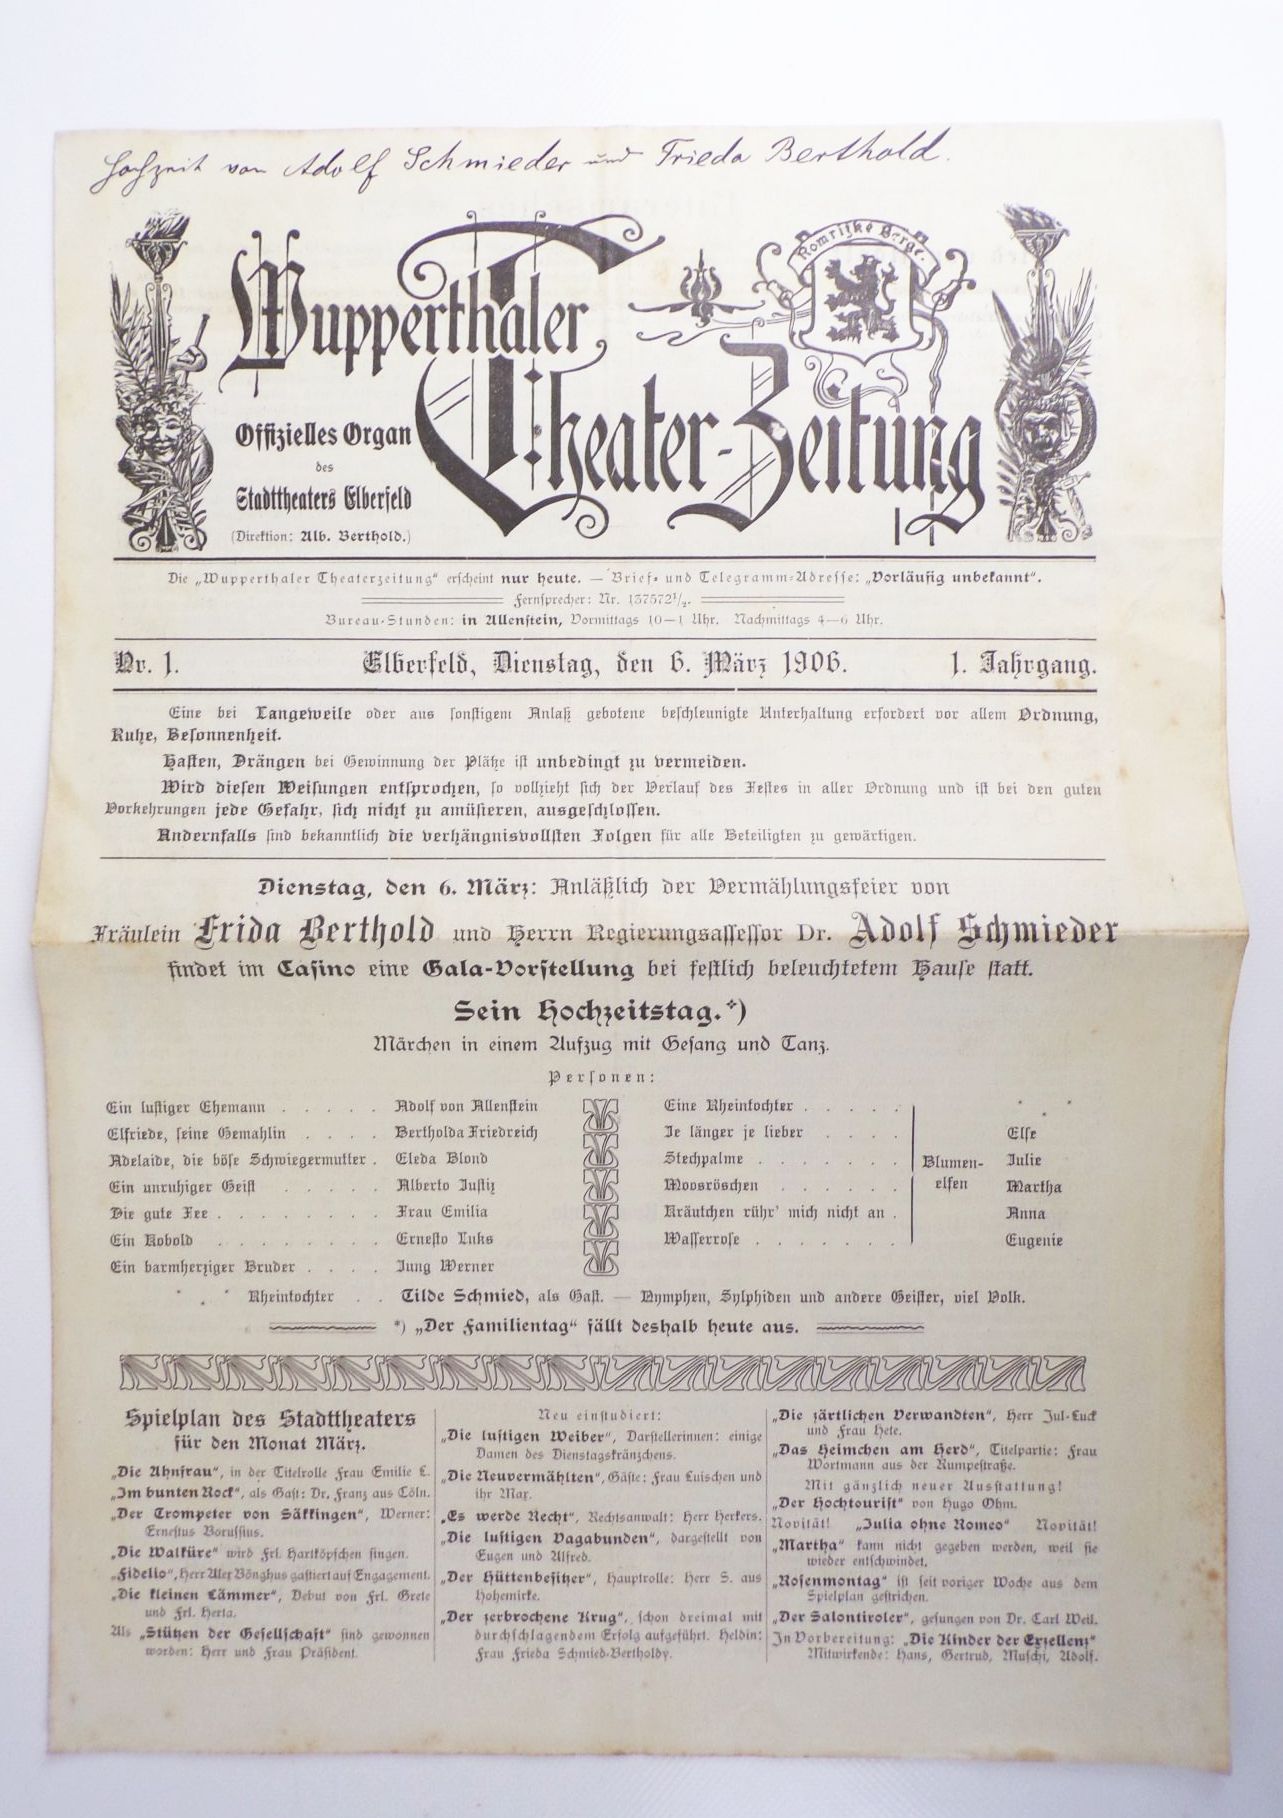 Hochzeit von Adolf Schmieder und Frieda Berthold.
Romrijke Berge.
Wupperthaler
Theater-Zeitung
Offizielles Organ
des
Stadttheaters Elberfeld
(Direktion: Alb. Berthold.)
Die „Wupperthaler Theaterzeitung“ erscheint nur heute. — Brief- und Telegramm-Adresse: „Vorläufig unbekannt“.
Fernsprecher: Nr. 137572½.
Bureau-Stunden: in Allenstein, Vormittags 10—1 Uhr. Nachmittags 4—6 Uhr.
Nr. 1. Elberfeld, Dienstag, den 6. März 1906. 1. Jahrgang.
Eine bei Langeweile oder aus sonstigem Anlaß gebotene beschleunigte Unterhaltung erfordert vor allem Ordnung,
Ruhe, Besonnenheit.
Hasten, Drängen bei Gewinnung der Plätze ist unbedingt zu vermeiden.
Wird diesen Weisungen entsprochen, so vollzieht sich der Verlauf des Festes in aller Ordnung und ist bei den guten
Vorkehrungen jede Gefahr, sich nicht zu amüsieren, ausgeschlossen.
Andernfalls sind bekanntlich die verhängnisvollsten Folgen für alle Beteiligten zu gewärtigen.
Dienstag, den 6. März: Anläßlich der Vermählungsfeier von
Fräulein Frida Berthold und Herrn Regierungsassessor Dr. Adolf Schmieder
findet im Casino eine Gala-Vorstellung bei festlich beleuchtetem Hause statt.
Sein Hochzeitstag.*)
Märchen in einem Aufzug mit Gesang und Tanz.
Personen:
Ein lustiger Ehemann . . . . . Adolf von Allenstein
Elfriede, seine Gemahlin . . . . Bertholda Friedreich
Adelaide, die böse Schwiegermutter . Eleda Blond
Ein unruhiger Geist . . . . . Alberto Justiz
Die gute Fee . . . . . . . Frau Emilia
Ein Kobold . . . . . . . Ernesto Juks
Ein barmherziger Bruder . . . . Jung Werner
Eine Rheintochter . . . . . * * *
Je länger je lieber . . . . Else
Stechpalme . . . . . . Julie
Moosröschen . . . . . . Martha
Kräutchen rühr' mich nicht an . Anna
Wasserrose . . . . . . . Eugenie
Blumen-
elfen
* * * Rheintochter . . Tilde Schmied, als Gast. — Nymphen, Sylphiden und andere Geister, viel Volk.
*) „Der Familientag“ fällt deshalb heute aus.
Spielplan des Stadttheaters
für den Monat März.
„Die Ahnfrau“, in der Titelrolle Frau Emilie L.
„Im bunten Rock“, als Gast: Dr. Franz aus Cöln.
„Der Trompeter von Säkkingen“, Werner:
Ernestus Borussius.
„Die Walküre“ wird Frl. Hartköpfchen singen.
„Fidelio“, Herr Alex Bönghus gastiert auf Engagement.
„Die kleinen Lämmer“, Debut von Frl. Grete
und Frl. Herta.
Als „Stützen der Gesellschaft“ sind gewonnen
worden: Herr und Frau Präsident.
Neu einstudiert:
„Die lustigen Weiber“, Darstellerinnen: einige
Damen des Dienstagskränzchens.
„Die Neuvermählten“, Gäste: Frau Luischen und
ihr Max.
„Es werde Recht“, Rechtsanwalt: Herr Herkers.
„Die lustigen Vagabunden“, dargestellt von
Eugen und Alfred.
„Der Hüttenbesitzer“, Hauptrolle: Herr S. aus
Hohemirke.
„Der zerbrochene Krug“, schon dreimal mit
durchschlagendem Erfolg aufgeführt. Heldin:
Frau Frieda Schmied-Bertholdy.
„Die zärtlichen Verwandten“, Herr Jul-Luck
und Frau Hete.
„Das Heimchen am Herd“, Titelpartie: Frau
Wortmann aus der Rumpestraße.
Mit gänzlich neuer Ausstattung!
„Der Hochtourist“ von Hugo Ohm.
Novität! „Julia ohne Romeo“ Novität!
„Martha“ kann nicht gegeben werden, weil sie
wieder entschwindet.
„Rosenmontag“ ist seit voriger Woche aus dem
Spielplan gestrichen.
„Der Salontiroler“, gesungen von Dr. Carl Weil.
In Vorbereitung: „Die Kinder der Exzellenz“
Mitwirkende: Hans, Gertrud, Muschi, Adolf.